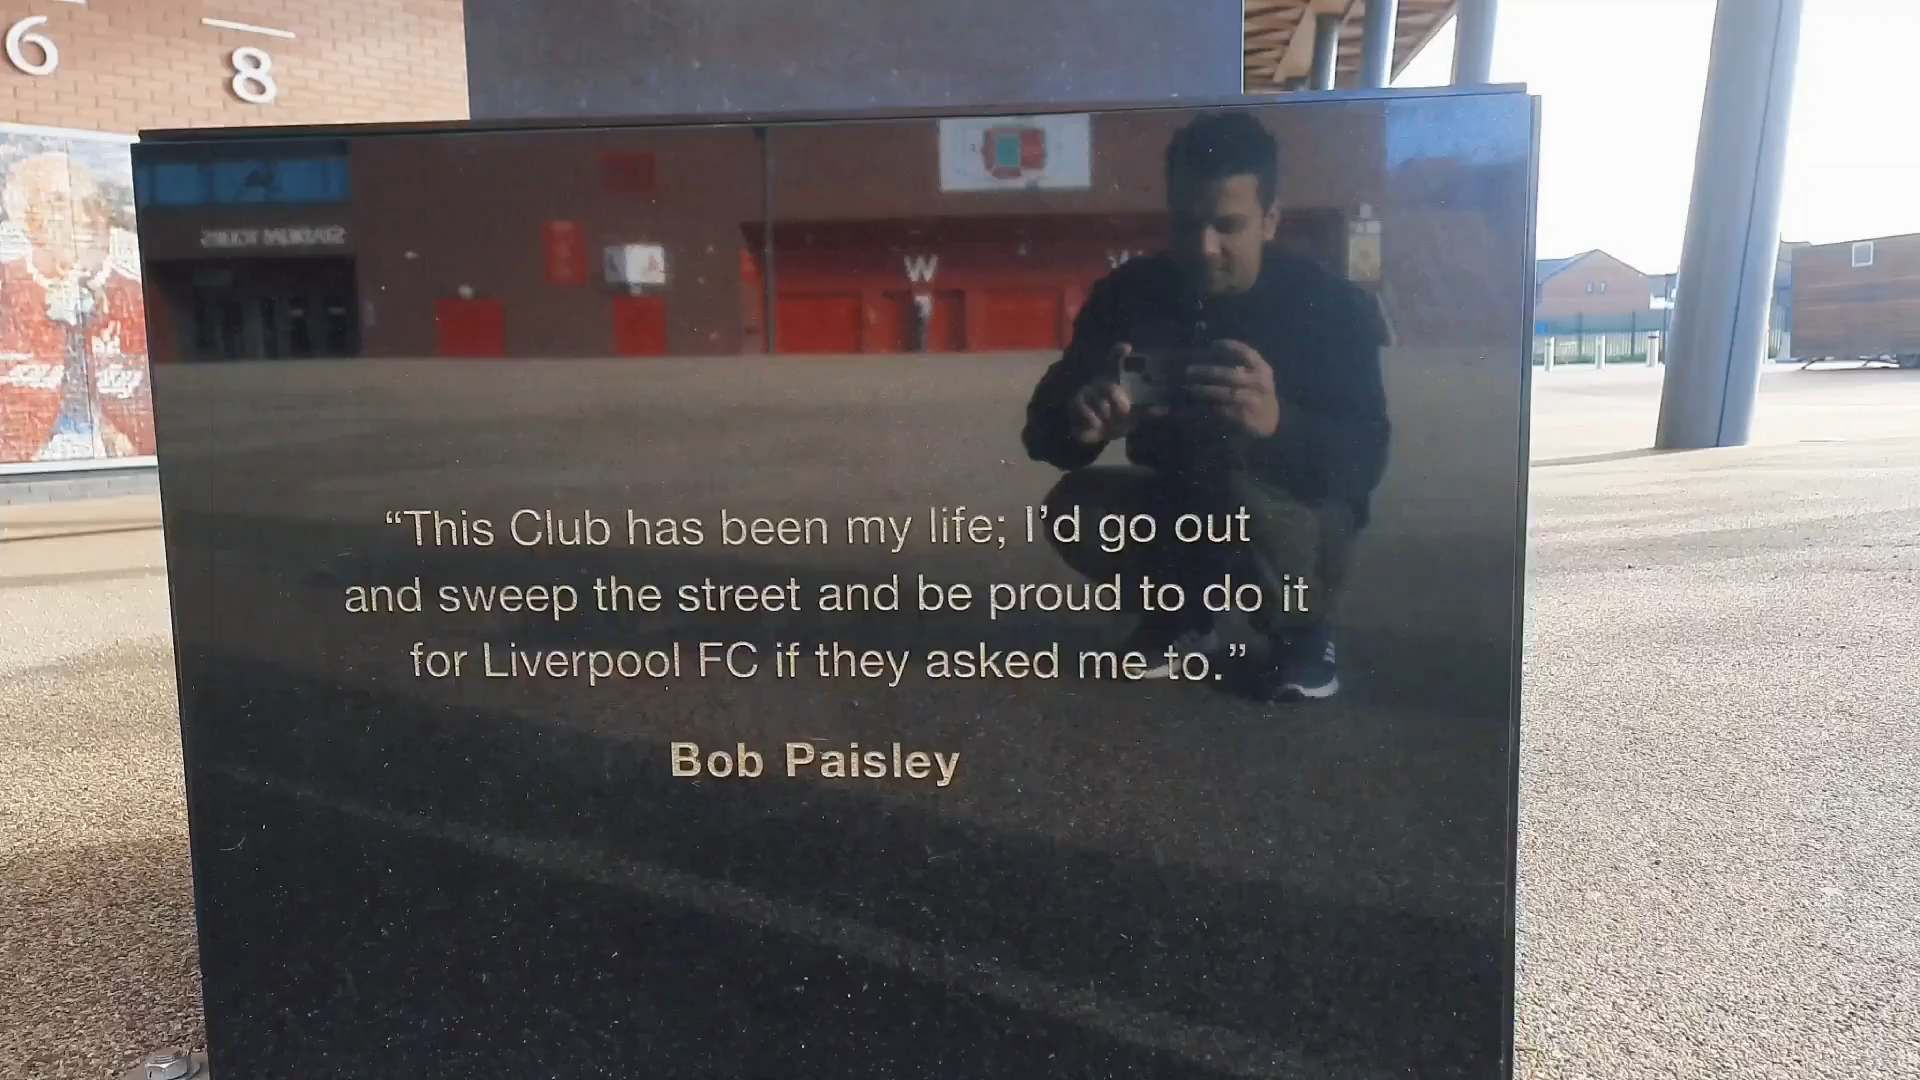 6
8
W
W
“This Club has been my life; I’d go out
and sweep the street and be proud to do it
for Liverpool FC if they asked me to.”
Bob Paisley